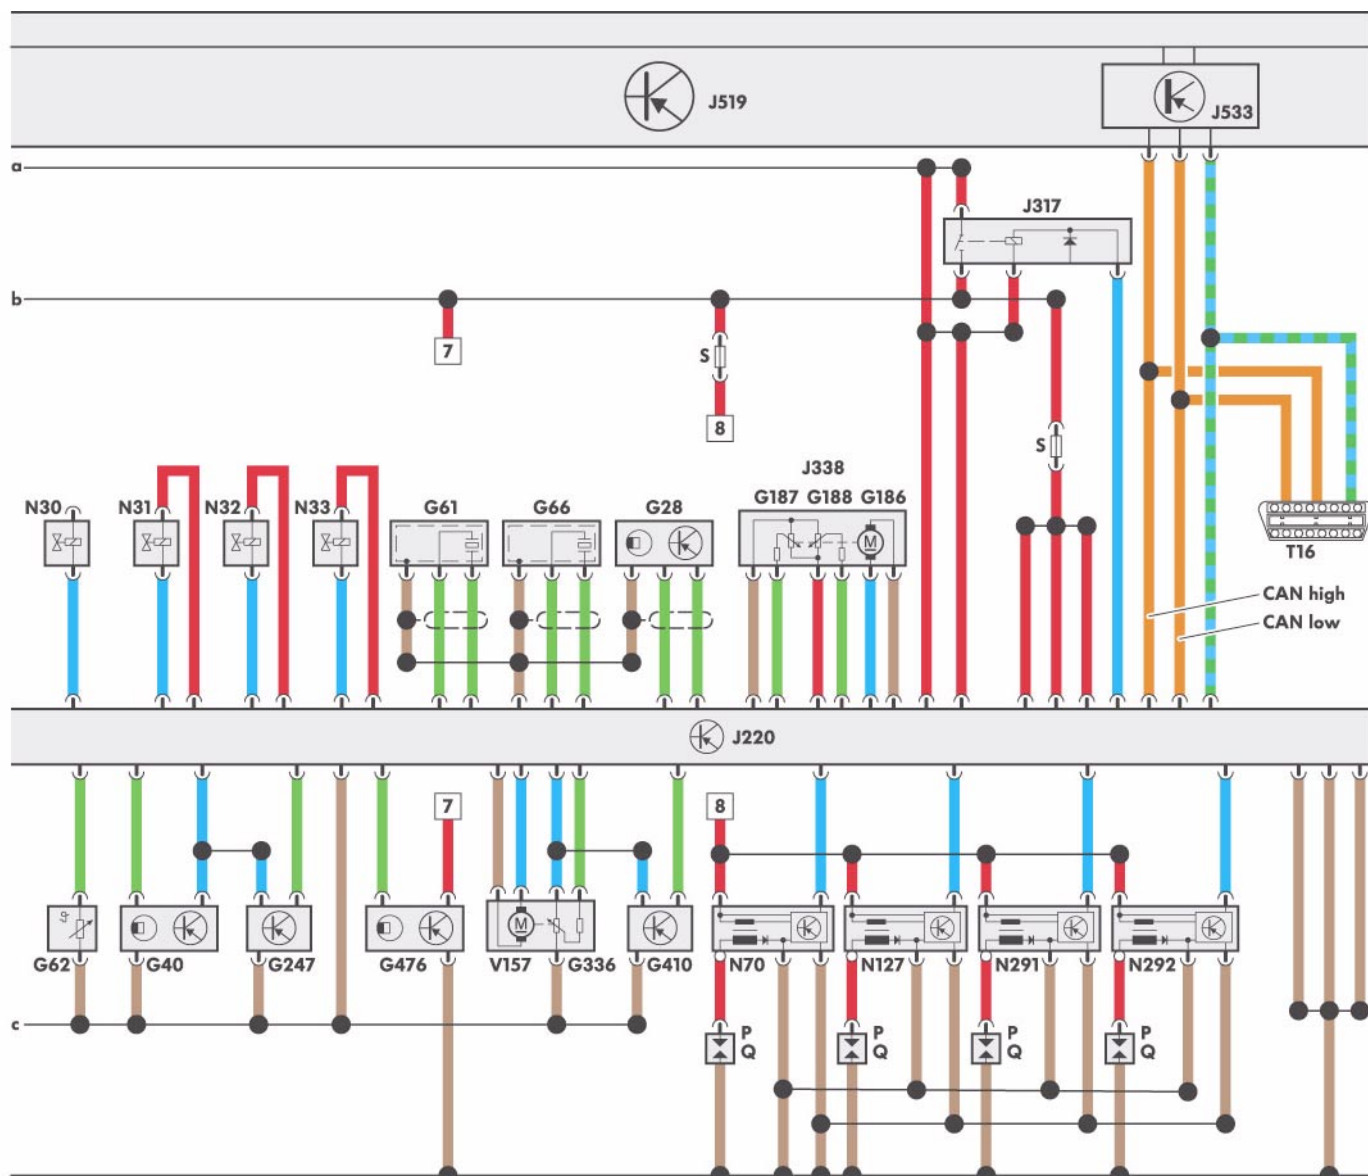 J519
J533
a
J317
b
7
S
8
S
J338
N30 N31 N32 N33 G61 G66 G28 G187 G188 G186
M
T16
CAN high
CAN low
J220
7 8
M
G62 G40 G247 G476 V157 G336 G410 N70 N127 N291 N292
c
P P P P
Q Q Q Q